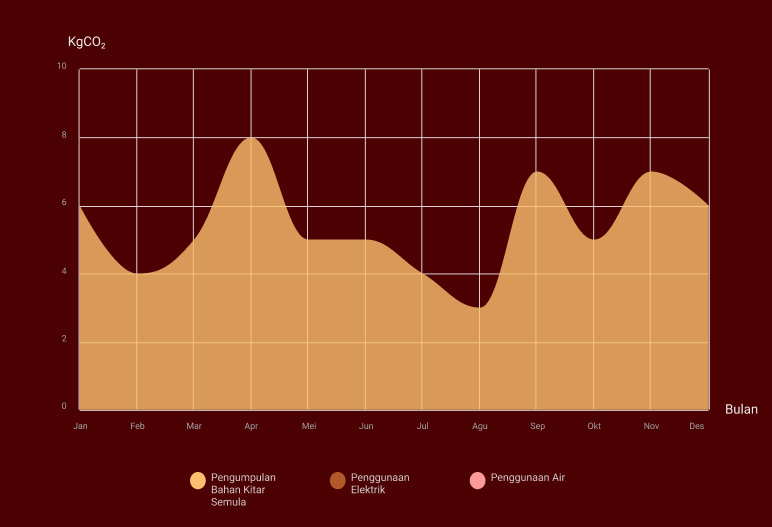 KgCO₂
10
8
6
4
2
0
Bulan
Jan Feb Mar Apr Mei Jun Jul Agu Sep Okt Nov Des
Pengumpulan
Bahan Kitar
Semula
Penggunaan
Elektrik
Penggunaan Air